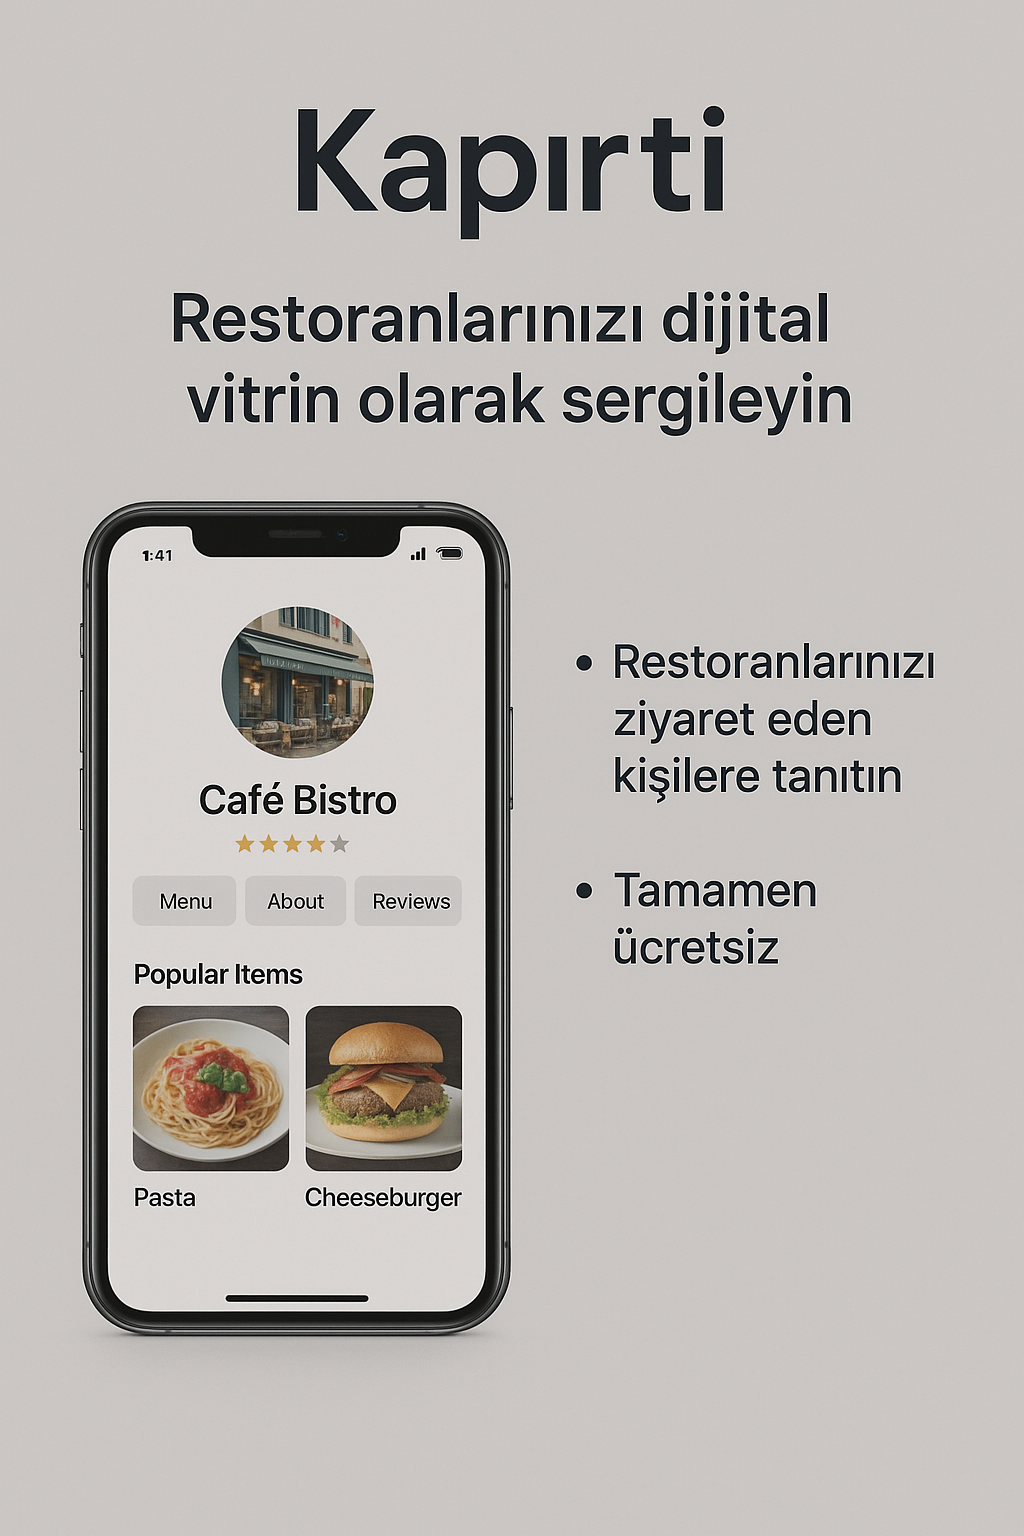 Kapırti
Restoranlarınızı dijital
vitrin olarak sergileyin
1:41
Café Bistro
Menu
About
Reviews
Popular Items
Pasta
Cheeseburger
• Restoranlarınızı
ziyaret eden
kişilere tanıtın
• Tamamen
ücretsiz